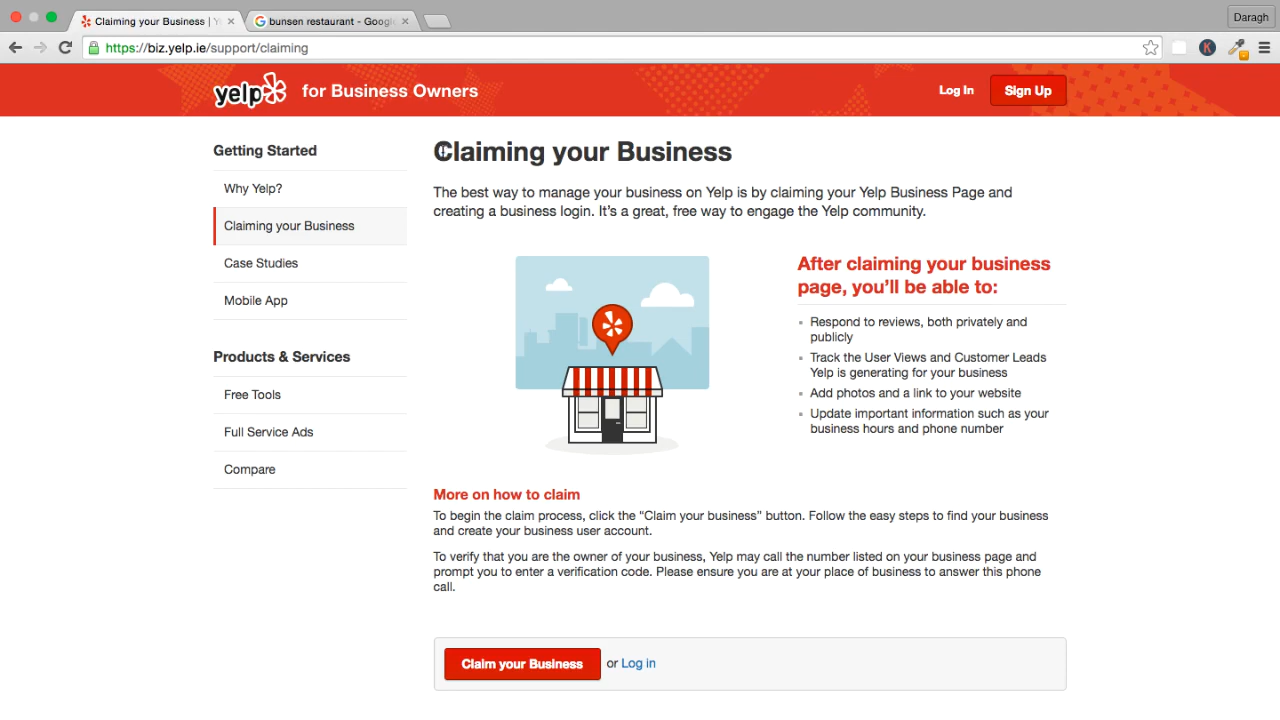 Claiming your Business | Y
bunsen restaurant - Googl
Daragh
https://biz.yelp.ie/support/claiming
K
yelp for Business Owners
Log In
Sign Up
Getting Started
Why Yelp?
Claiming your Business
Case Studies
Mobile App
Products & Services
Free Tools
Full Service Ads
Compare
Claiming your Business
The best way to manage your business on Yelp is by claiming your Yelp Business Page and
creating a business login. It's a great, free way to engage the Yelp community.
After claiming your business
page, you'll be able to:
Respond to reviews, both privately and
publicly
Track the User Views and Customer Leads
Yelp is generating for your business
Add photos and a link to your website
Update important information such as your
business hours and phone number
More on how to claim
To begin the claim process, click the “Claim your business” button. Follow the easy steps to find your business
and create your business user account.
To verify that you are the owner of your business, Yelp may call the number listed on your business page and
prompt you to enter a verification code. Please ensure you are at your place of business to answer this phone
call.
Claim your Business or Log in